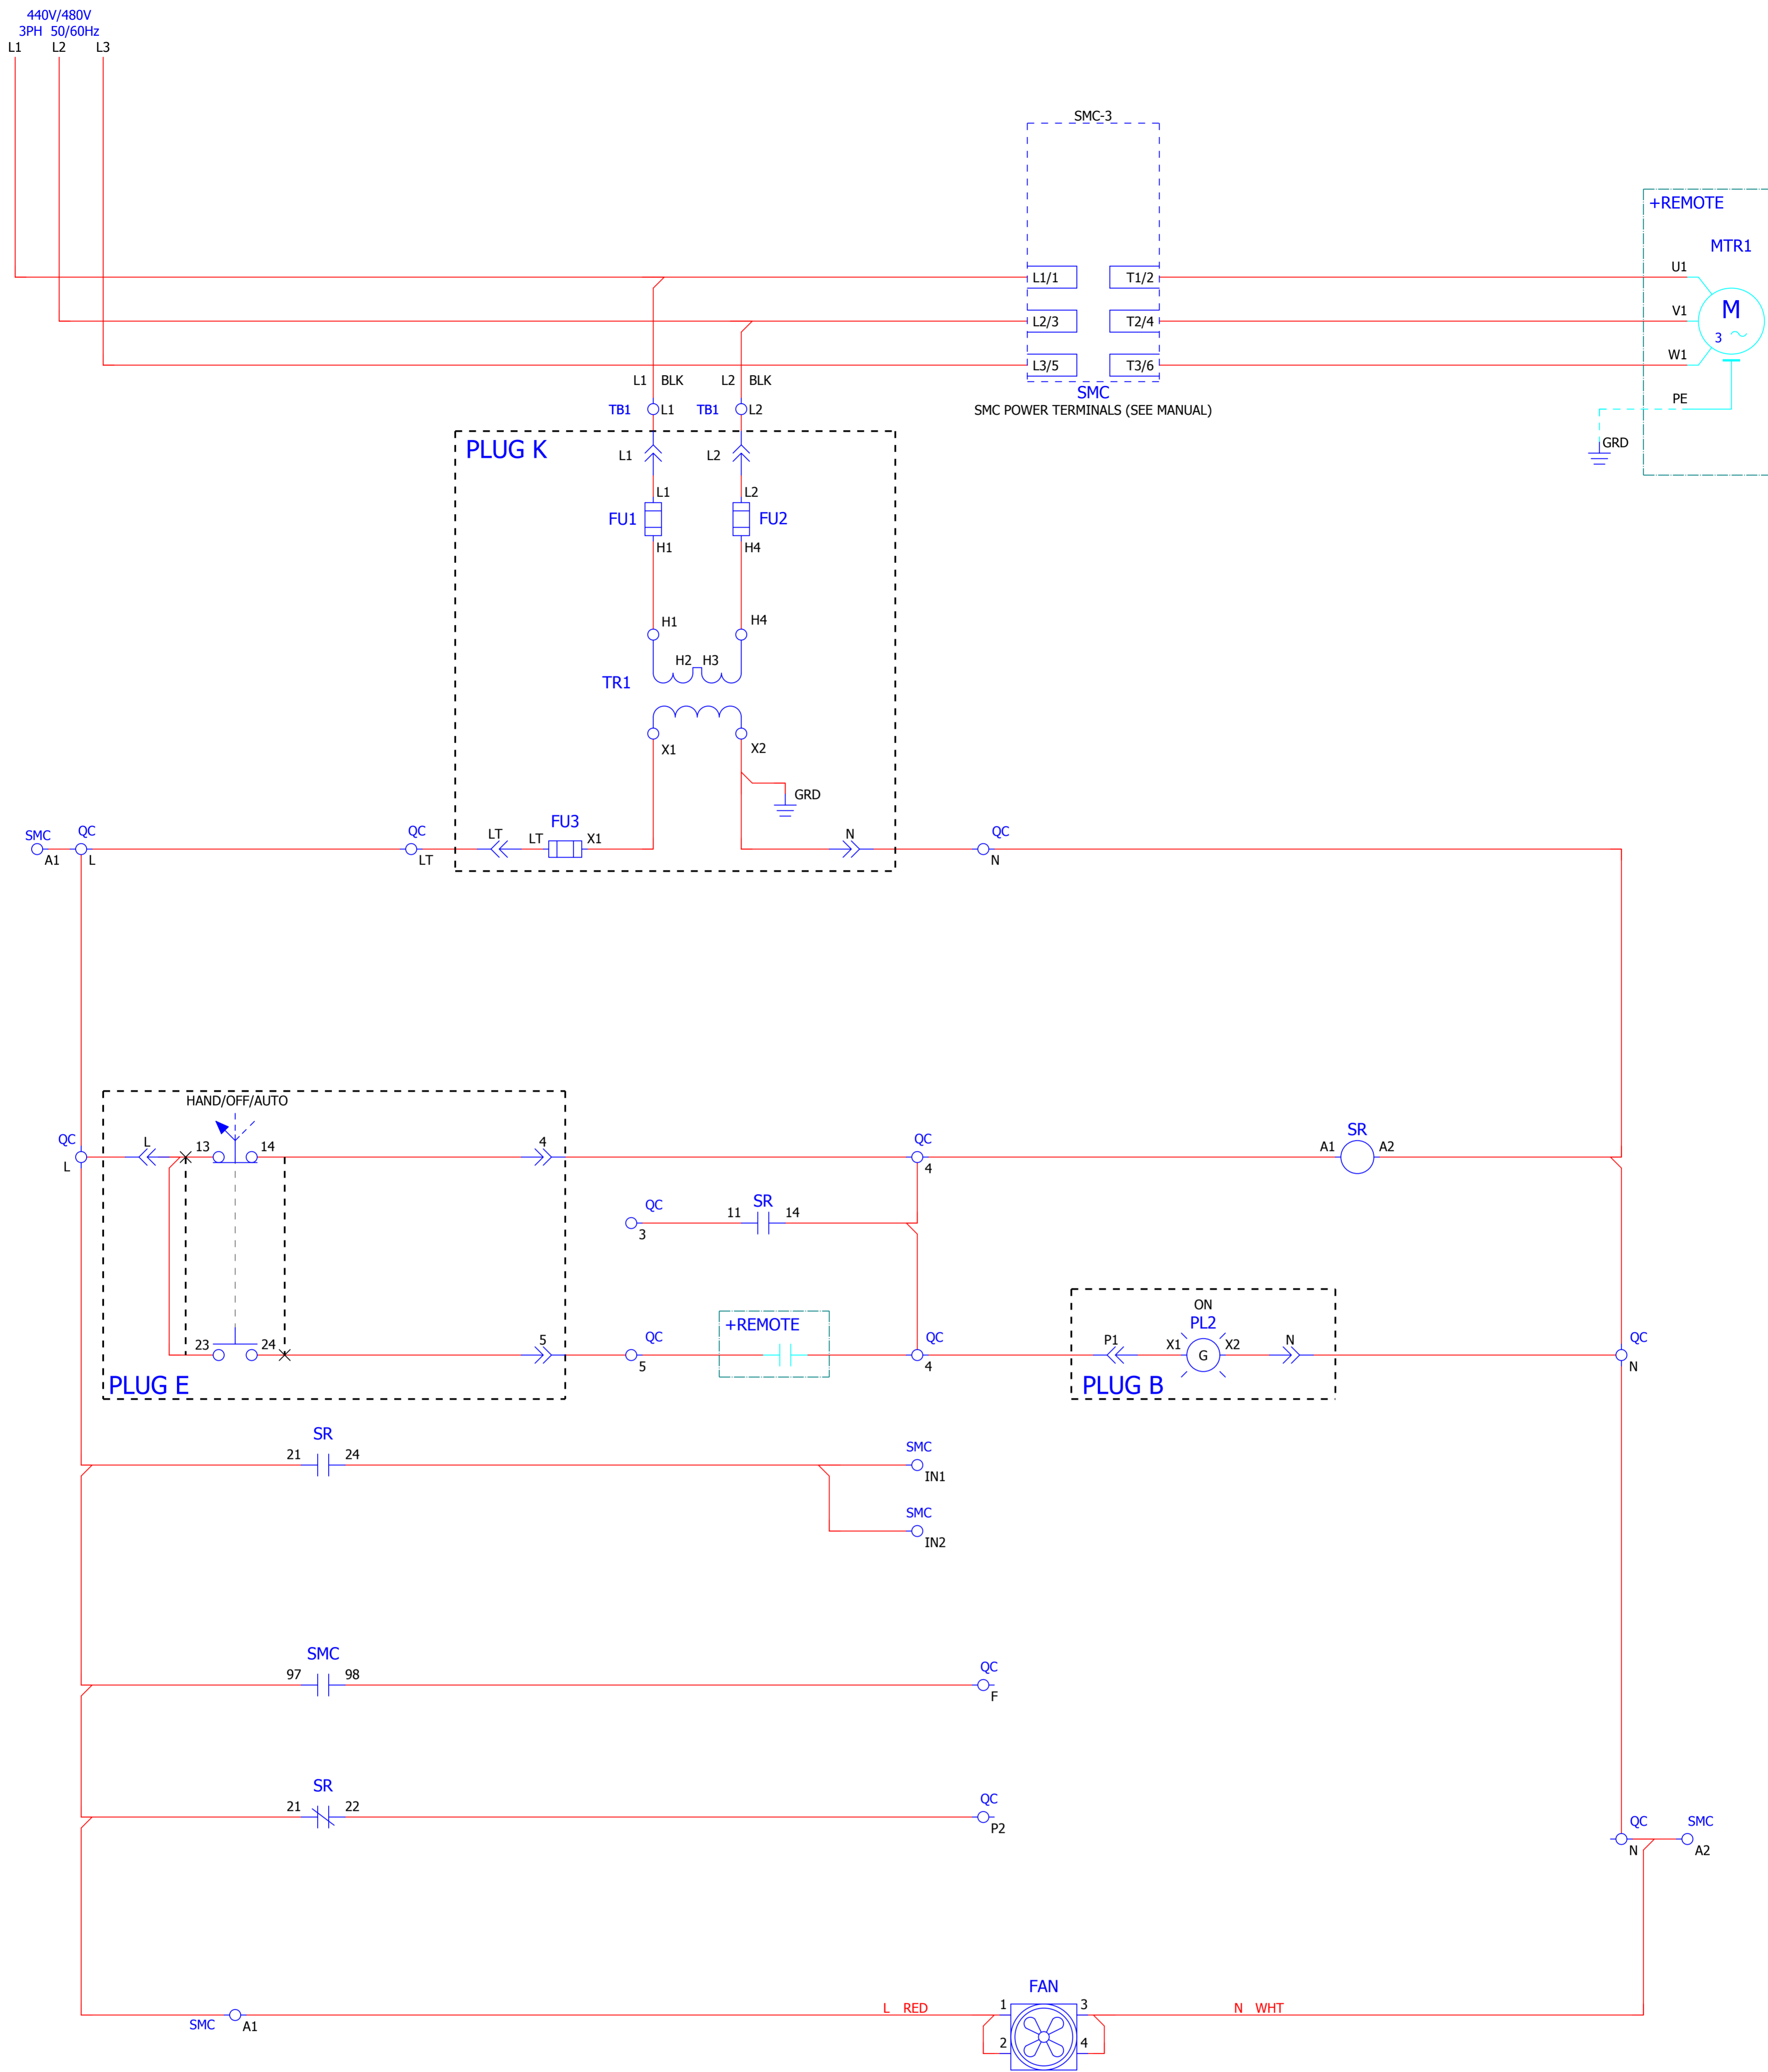 440V/480V
3PH 50/60Hz
L1 L2 L3
SMC-3
+REMOTE
MTR1
L1/1 T1/2 U1
L2/3 T2/4 V1 M
3
L3/5 T3/6 W1
L1 BLK L2 BLK
SMC
TB1 L1 TB1 L2
SMC POWER TERMINALS (SEE MANUAL)
PE
GRD
PLUG K
L1 L2
L1 L2
FU1 FU2
H1 H4
H1 H4
H2 H3
TR1
X1 X2
GRD
SMC QC QC FU3 QC
LT LT X1 N
A1 L LT N
HAND/OFF/AUTO
QC L 13 14 4 QC SR
A1 A2
L 4
QC SR
11 14
3
ON
+REMOTE PL2
QC QC P1 X1 X2 N QC
23 24 5 G
5 4 N
PLUG E PLUG B
SR SMC
21 24
IN1
SMC
IN2
SMC QC
97 98
F
SR QC
21 22
P2
QC SMC
N A2
FAN
L RED 1 3 N WHT
SMC A1
2 4